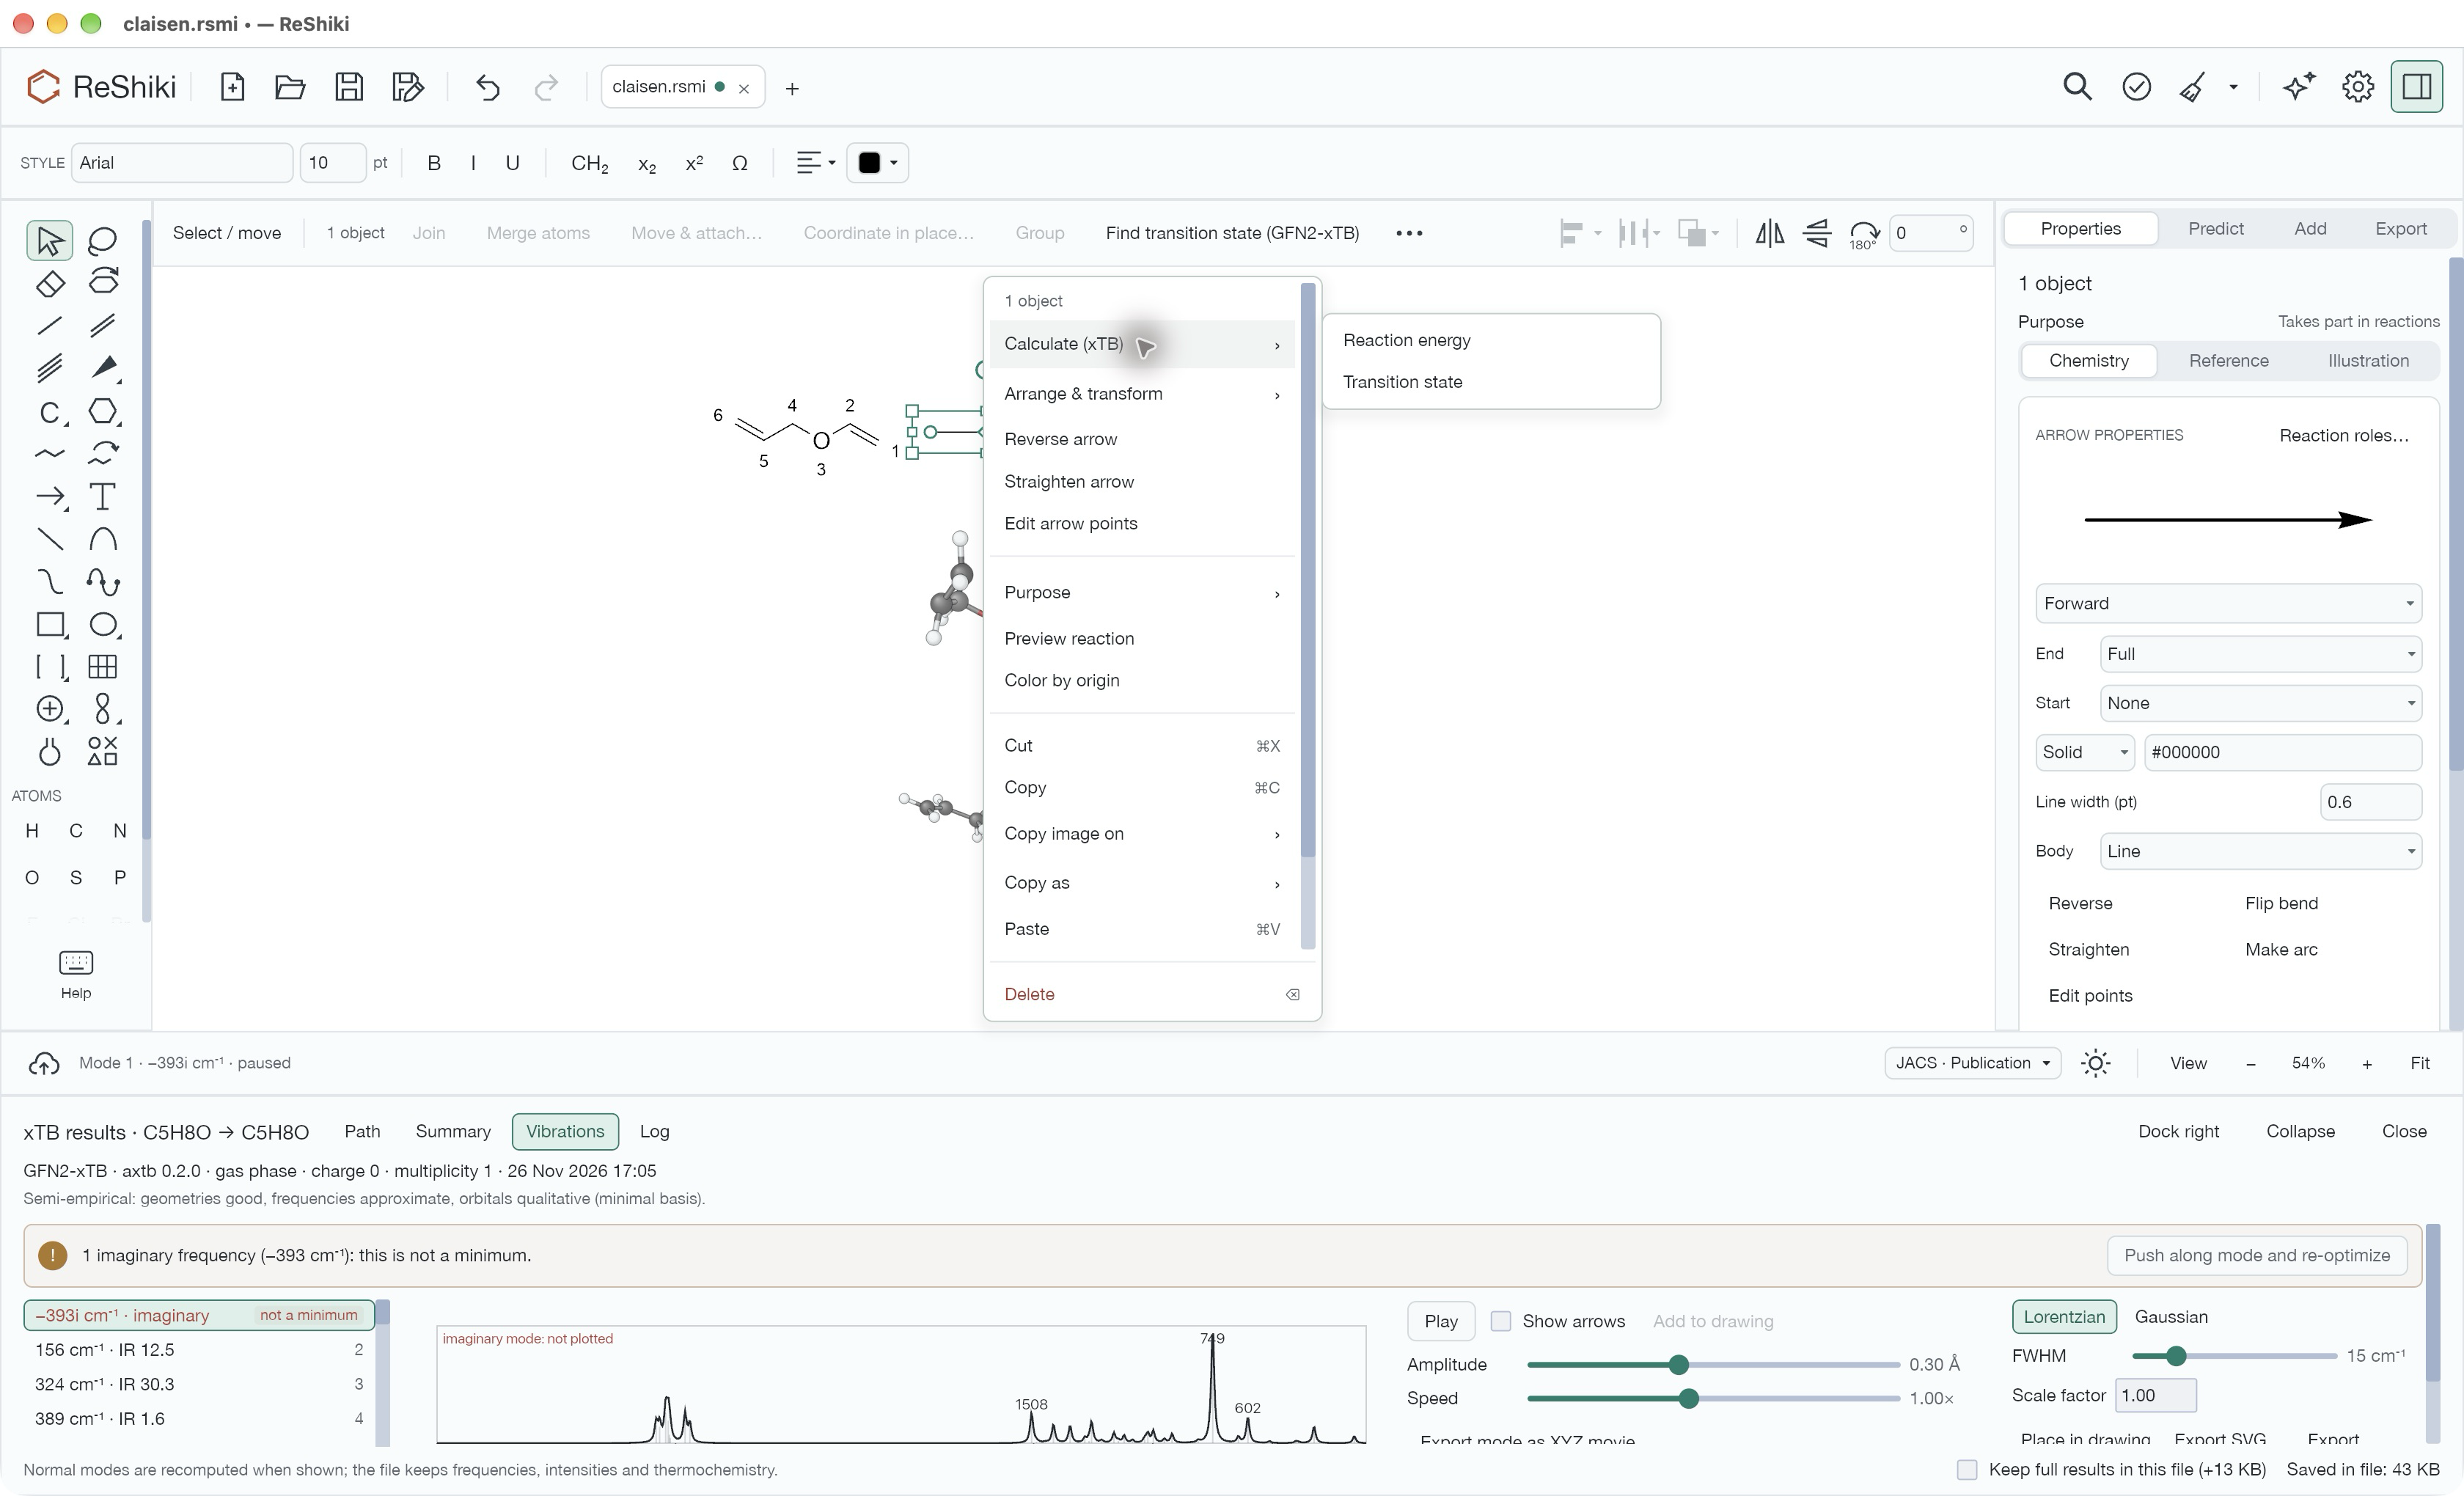 claisen.rsmi • — ReShiki
ReShiki
claisen.rsmi
STYLE Arial 10 pt B I U CH₂ x₂ x² Ω
Select / move 1 object Join Merge atoms Move & attach... Coordinate in place... Group Find transition state (GFN2-xTB) ••• 180° 0 °
Properties Predict Add Export
1 object
Calculate (xTB)
Arrange & transform
Reverse arrow
Straighten arrow
Edit arrow points
Purpose
Preview reaction
Color by origin
Cut ⌘X
Copy ⌘C
Copy image on
Copy as
Paste ⌘V
Delete
Reaction energy
Transition state
6 4 2
O
5 3 1
ATOMS
H C N
O S P
Help
1 object
Purpose Takes part in reactions
Chemistry Reference Illustration
ARROW PROPERTIES Reaction roles...
Forward
End Full
Start None
Solid #000000
Line width (pt) 0.6
Body Line
Reverse Flip bend
Straighten Make arc
Edit points
Mode 1 · −393i cm⁻¹ · paused
JACS · Publication View − 54% + Fit
xTB results · C5H8O → C5H8O Path Summary Vibrations Log Dock right Collapse Close
GFN2-xTB · axtb 0.2.0 · gas phase · charge 0 · multiplicity 1 · 26 Nov 2026 17:05
Semi-empirical: geometries good, frequencies approximate, orbitals qualitative (minimal basis).
! 1 imaginary frequency (−393 cm⁻¹): this is not a minimum. Push along mode and re-optimize
−393i cm⁻¹ · imaginary not a minimum
156 cm⁻¹ · IR 12.5 2
324 cm⁻¹ · IR 30.3 3
389 cm⁻¹ · IR 1.6 4
imaginary mode: not plotted
749
1508
602
Play Show arrows Add to drawing
Amplitude 0.30 Å
Speed 1.00×
Export mode as XYZ movie
Lorentzian Gaussian
FWHM 15 cm⁻¹
Scale factor 1.00
Place in drawing Export SVG Export
Normal modes are recomputed when shown; the file keeps frequencies, intensities and thermochemistry.
Keep full results in this file (+13 KB) Saved in file: 43 KB